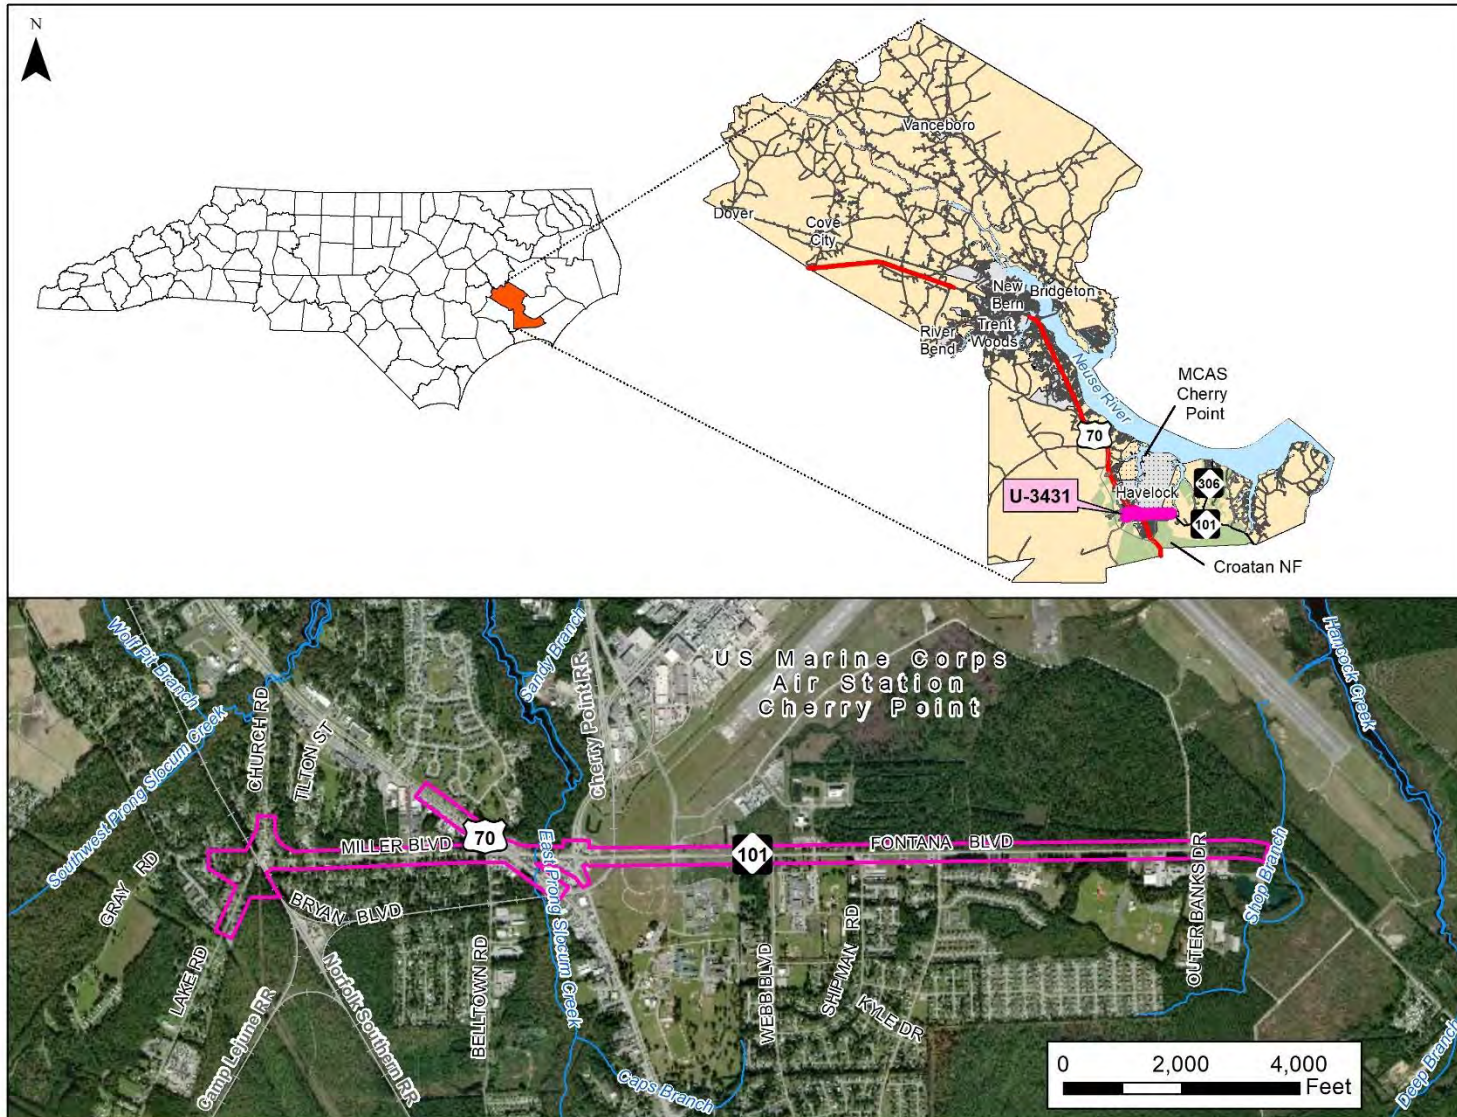 N
Vanceboro
Dover
Cove
City
New
Bern
Bridgeton
River
Bend
Trent
Woods
Neuse River
MCAS
Cherry
Point
70
U-3431
Havelock
306
101
Croatan NF
Wolf Pit Branch
Southwest Prong Slocum Creek
CHURCH RD
TILTON ST
Sandy Branch
Cherry Point RR
US Marine Corps
Air Station
Cherry Point
Hancock Creek
GRAY RD
MILLER BLVD
70
East Prong Slocum Creek
101
FONTANA BLVD
OUTER BANKS DR
Shop Branch
LAKE RD
BRYAN BLVD
Camp Lejune RR
Norfolk Southern RR
BELLTOWN RD
Caps Branch
WEBB BLVD
SHIPMAN RD
KYLE DR
Deep Branch
0 2,000 4,000
Feet